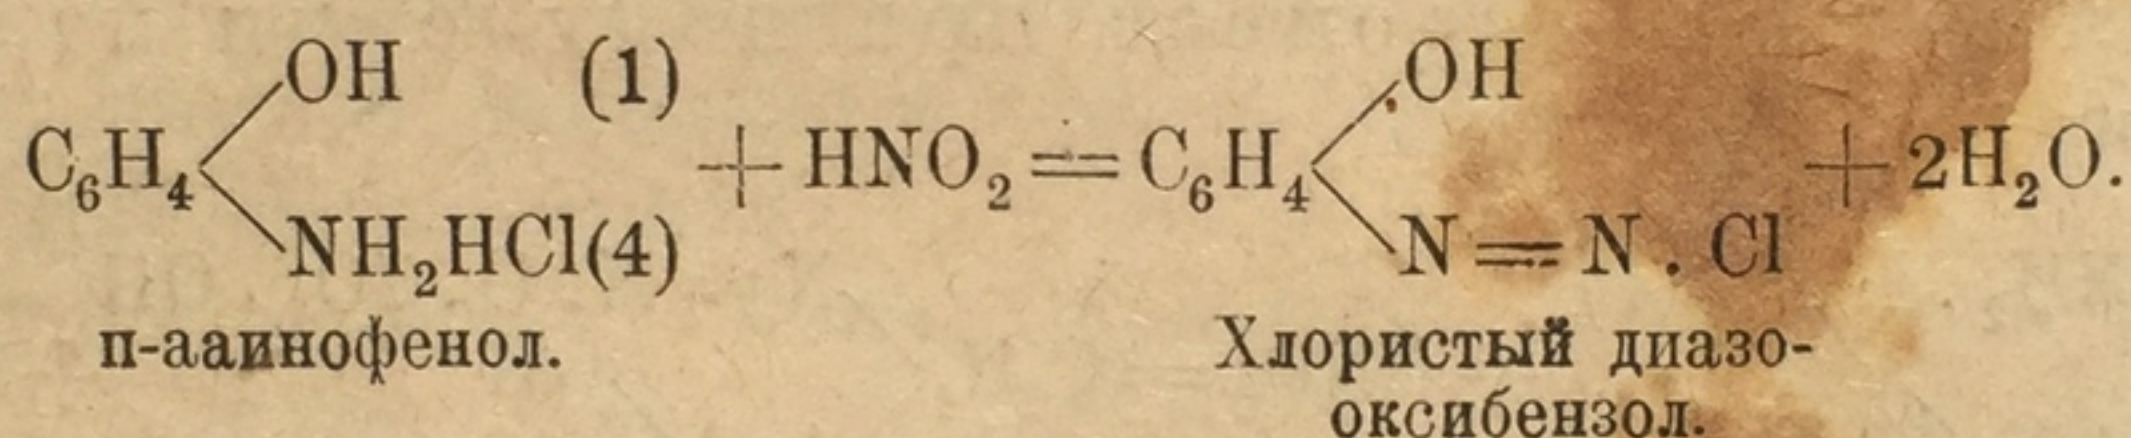 OH (1) OH
C₆H₄ + HNO₂ = C₆H₄ + 2H₂O.
NH₂HCl(4) N=N . Cl
п-ааинофенол. Хлористый диазо-
оксибензол.